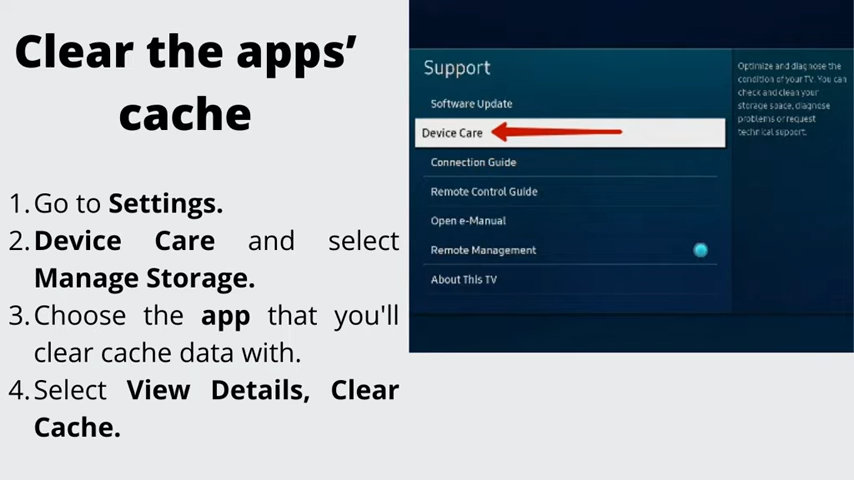 Clear the apps’
cache
1. Go to Settings.
2. Device Care and select
Manage Storage.
3. Choose the app that you'll
clear cache data with.
4. Select View Details, Clear
Cache.
Support
Software Update
Device Care
Connection Guide
Remote Control Guide
Open e-Manual
Remote Management
About This TV
Optimize and diagnose the
condition of your TV. You can
check and clean your
storage space, diagnose
problems or request
technical support.